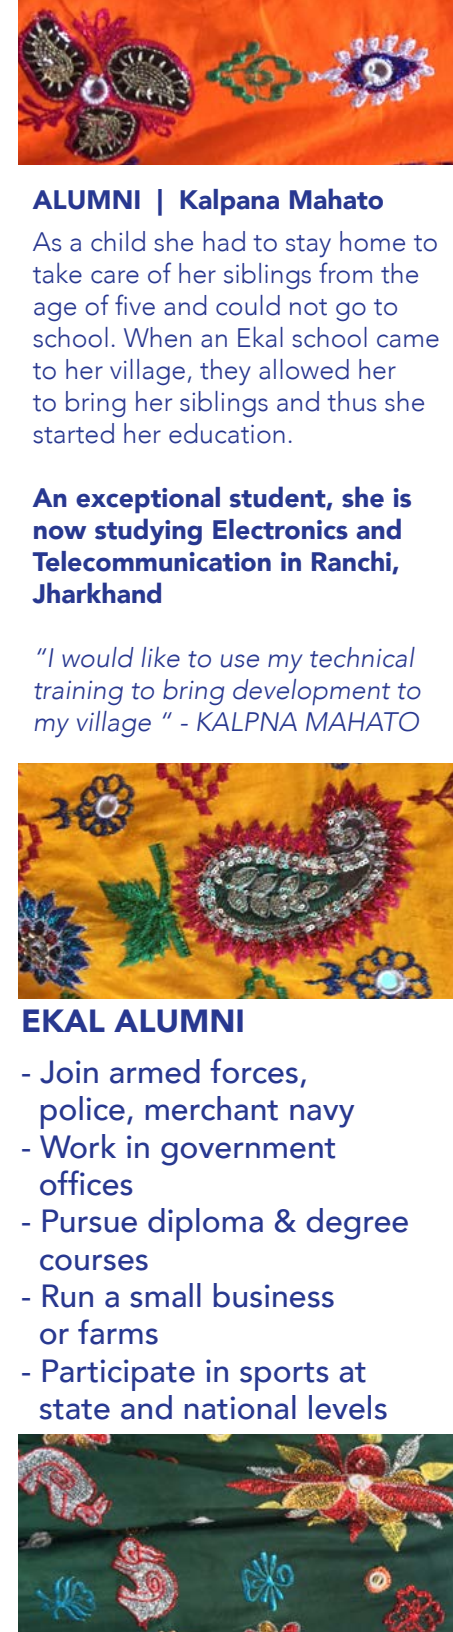 ALUMNI | Kalpana Mahato
As a child she had to stay home to
take care of her siblings from the
age of five and could not go to
school. When an Ekal school came
to her village, they allowed her
to bring her siblings and thus she
started her education.
An exceptional student, she is
now studying Electronics and
Telecommunication in Ranchi,
Jharkhand
“I would like to use my technical
training to bring development to
my village “ - KALPNA MAHATO
EKAL ALUMNI
- Join armed forces,
police, merchant navy
- Work in government
offices
- Pursue diploma & degree
courses
- Run a small business
or farms
- Participate in sports at
state and national levels